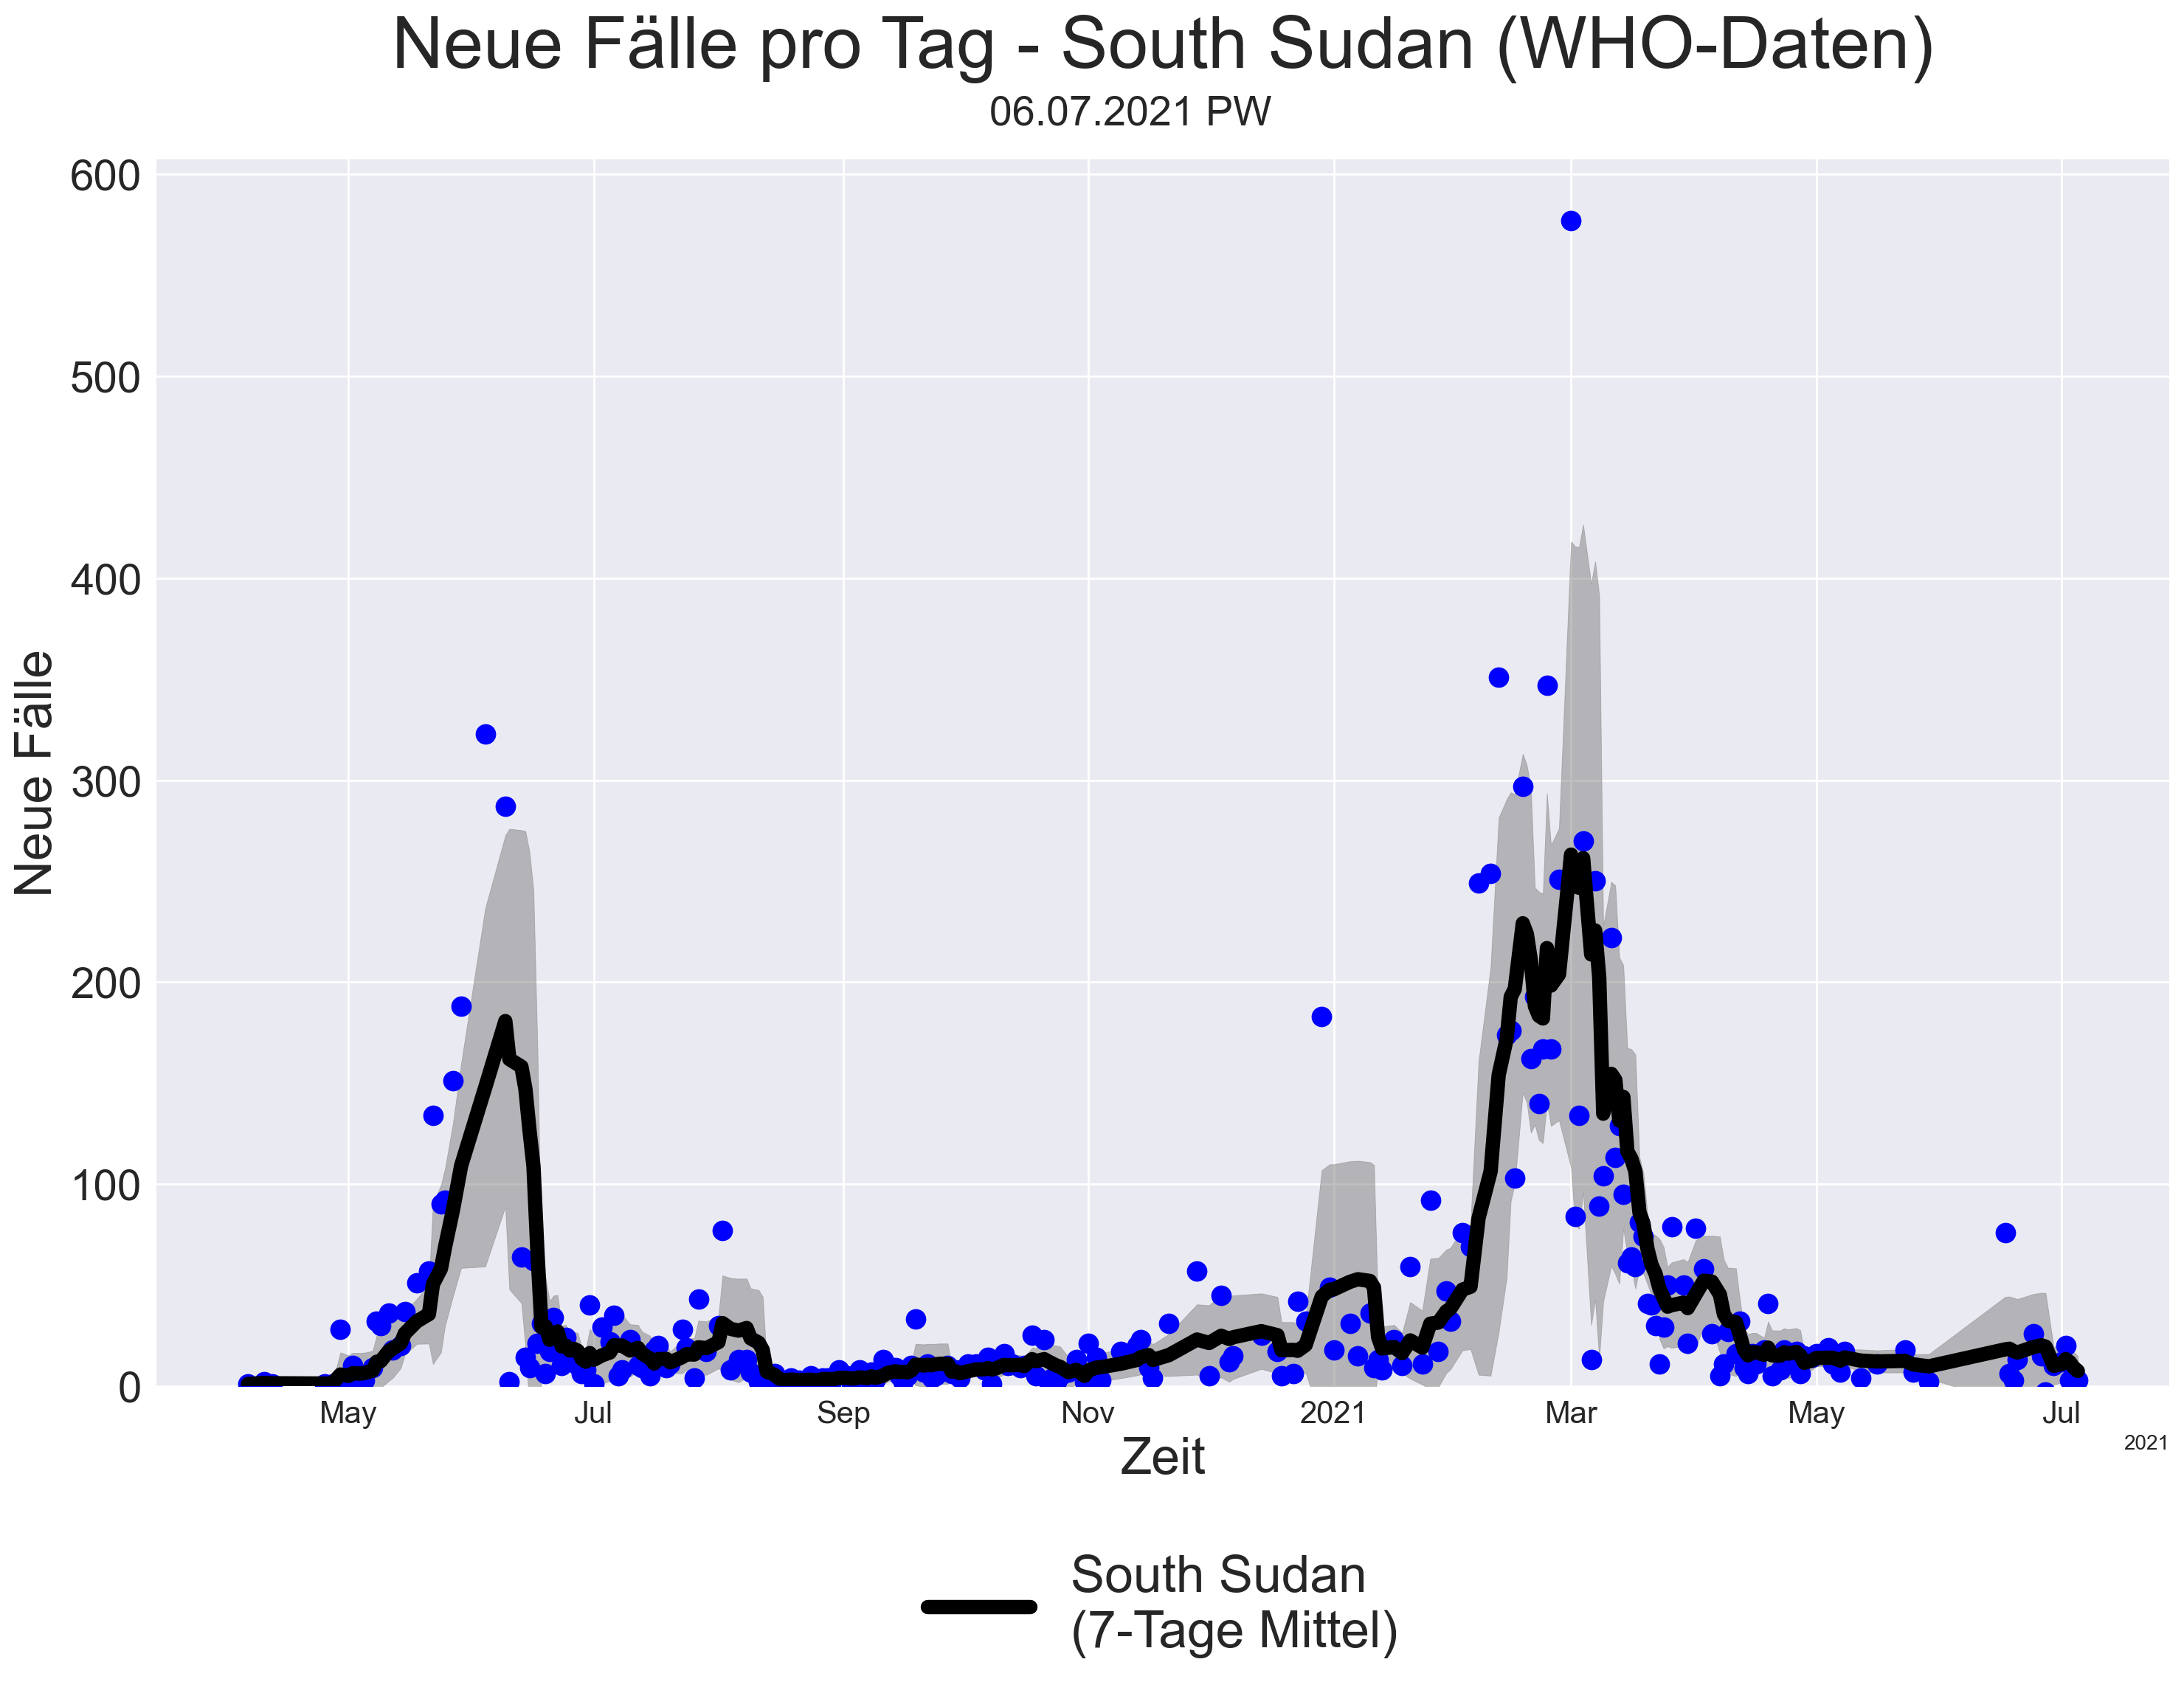 Neue Fälle pro Tag - South Sudan (WHO-Daten)
06.07.2021 PW
600
500
400
300
200
100
0
Neue Fälle
May Jul Sep Nov 2021 Mar May Jul
2021
Zeit
South Sudan
(7-Tage Mittel)